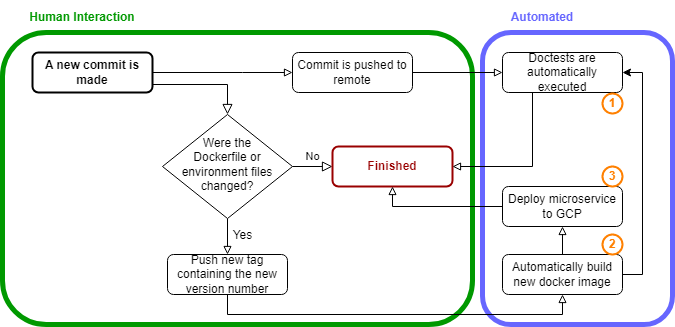 Human Interaction
Automated
A new commit is
made
Commit is pushed to
remote
Doctests are
automatically
executed
1
Were the
Dockerfile or
environment files
changed?
No
Finished
3
Deploy microservice
to GCP
Yes
2
Push new tag
containing the new
version number
Automatically build
new docker image